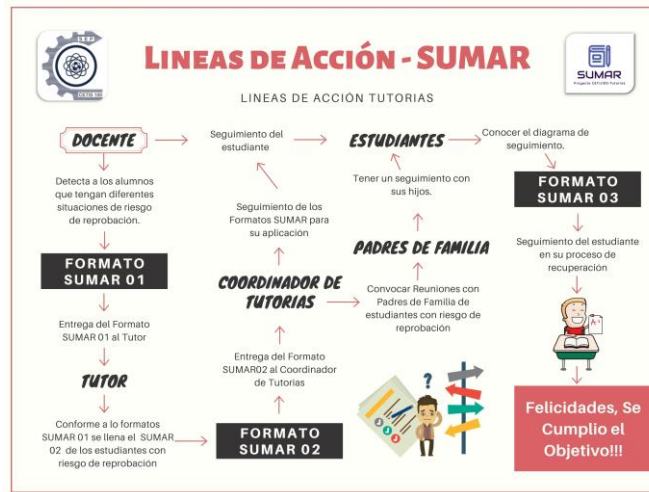 S E P
LINEAS DE ACCIÓN - SUMAR
SUMAR
Proyecto CETis100 Tutorias
LINEAS DE ACCIÓN TUTORIAS
DOCENTE
Detecta a los alumnos
que tengan diferentes
situaciones de riesgo
de reprobación.
FORMATO
SUMAR 01
Entrega del Formato
SUMAR 01 al Tutor
TUTOR
Conforme a lo formatos
SUMAR 01 se llena el SUMAR
02 de los estudiantes con
riesgo de reprobación
FORMATO
SUMAR 02
Entrega del Formato
SUMAR02 al Coordinador
de Tutorias
COORDINADOR DE
TUTORIAS
Seguimiento de los
Formatos SUMAR para
su aplicación
Seguimiento del
estudiante
Convocar Reuniones con
Padres de Familia de
estudiantes con riesgo de
reprobación
PADRES DE FAMILIA
Tener un seguimiento con
sus hijos.
ESTUDIANTES
Conocer el diagrama de
seguimiento.
FORMATO
SUMAR 03
Seguimiento del estudiante
en su proceso de
recuperación
A+
?
Felicidades, Se
Cumplio el
Objetivo!!!